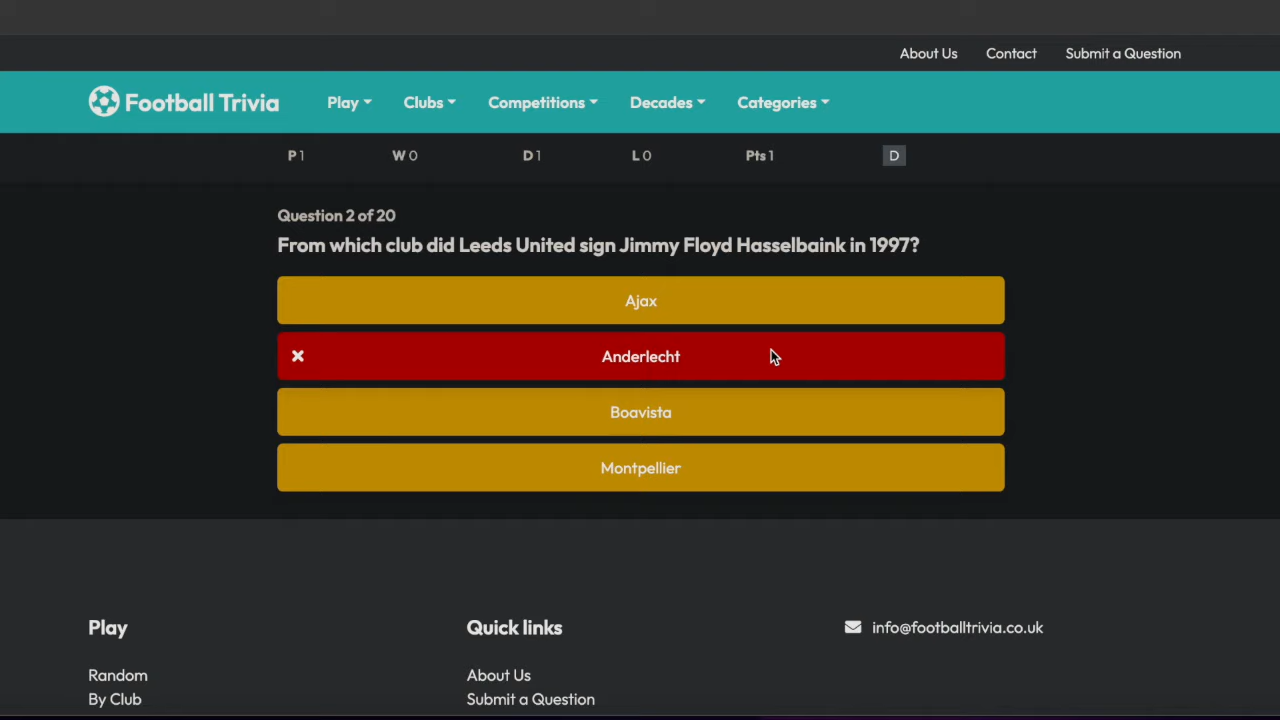 About Us Contact Submit a Question
Football Trivia Play Clubs Competitions Decades Categories
P 1 W 0 D 1 L 0 Pts 1 D
Question 2 of 20
From which club did Leeds United sign Jimmy Floyd Hasselbaink in 1997?
Ajax
Anderlecht
Boavista
Montpellier
Play Quick links info@footballtrivia.co.uk
Random About Us
By Club Submit a Question